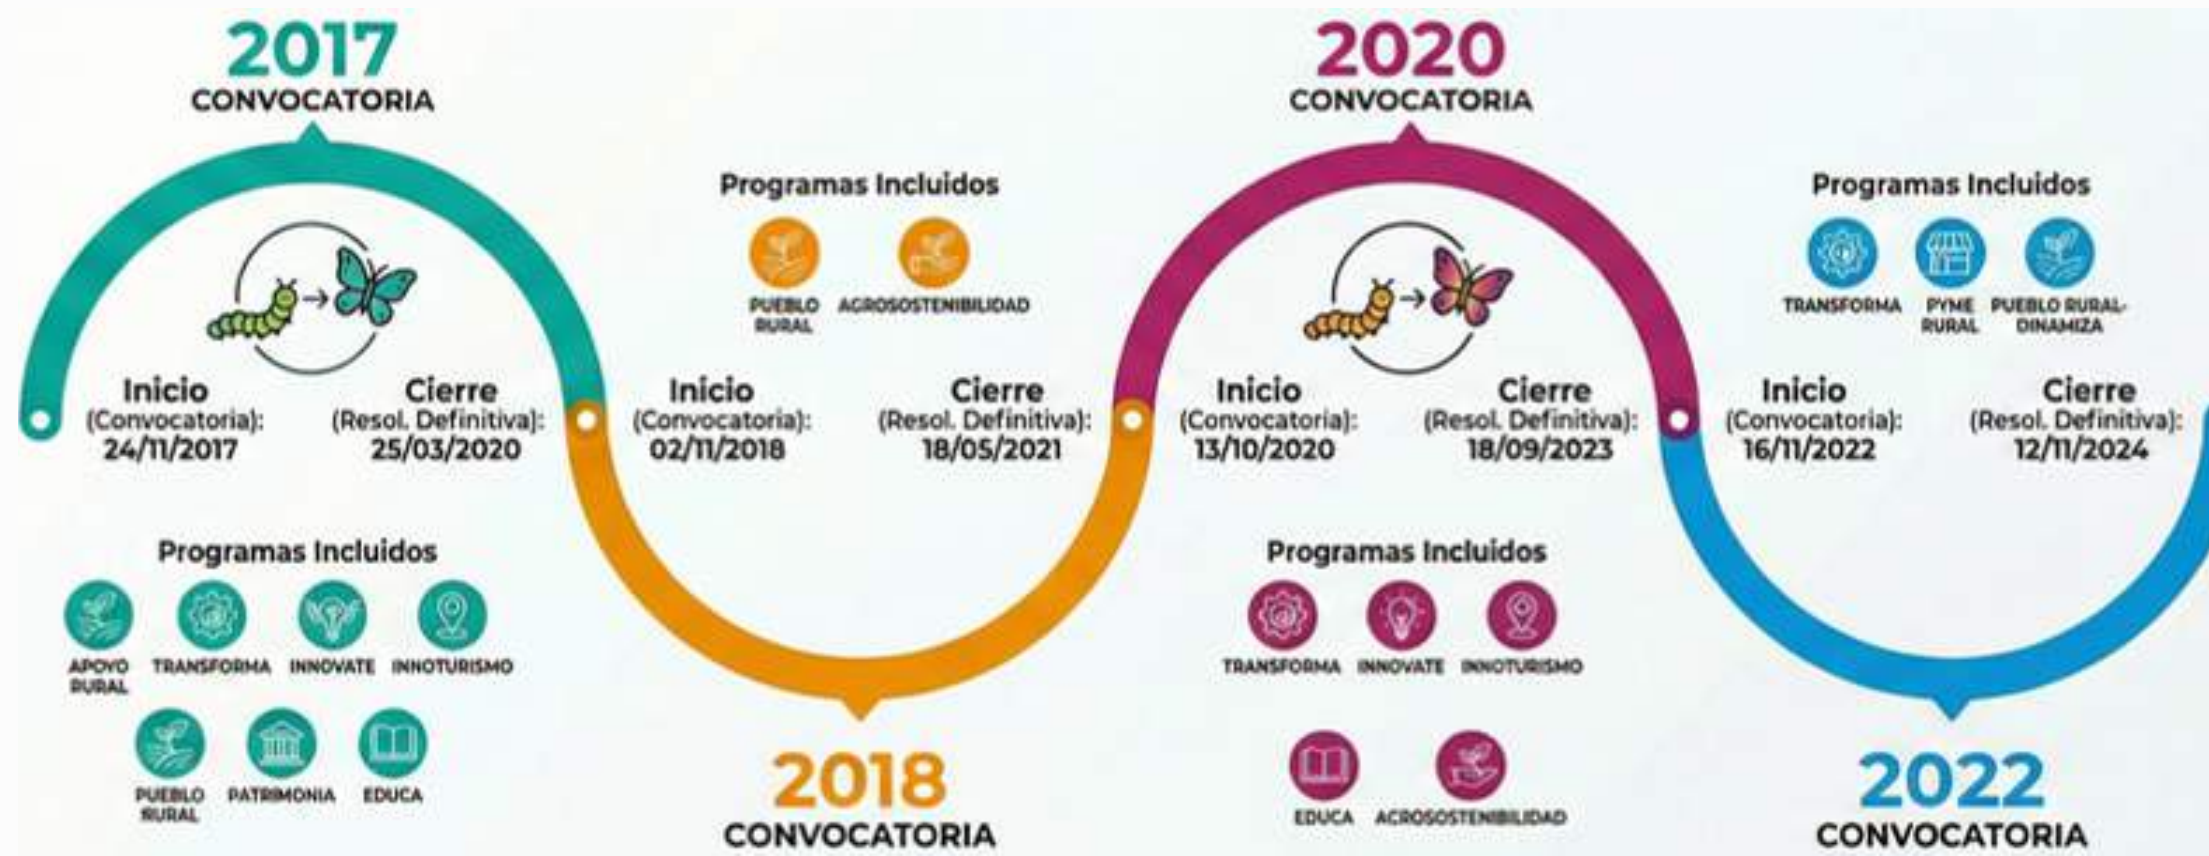 2017
CONVOCATORIA
Inicio
(Convocatoria):
24/11/2017
Cierre
(Resol. Definitiva):
25/03/2020
Programas Incluidos
APOYO
RURAL
TRANSFORMA
INNOVATE
INNOTURISMO
PUEBLO
RURAL
PATRIMONIA
EDUCA
Programas Incluidos
PUEBLO
RURAL
AGROSOSTENIBILIDAD
Inicio
(Convocatoria):
02/11/2018
Cierre
(Resol. Definitiva):
18/05/2021
2018
CONVOCATORIA
2020
CONVOCATORIA
Inicio
(Convocatoria):
13/10/2020
Cierre
(Resol. Definitiva):
18/09/2023
Programas Incluidos
TRANSFORMA
INNOVATE
INNOTURISMO
EDUCA
AGROSOSTENIBILIDAD
Programas Incluidos
TRANSFORMA
PYME
RURAL
PUEBLO RURAL-
DINAMIZA
Inicio
(Convocatoria):
16/11/2022
Cierre
(Resol. Definitiva):
12/11/2024
2022
CONVOCATORIA